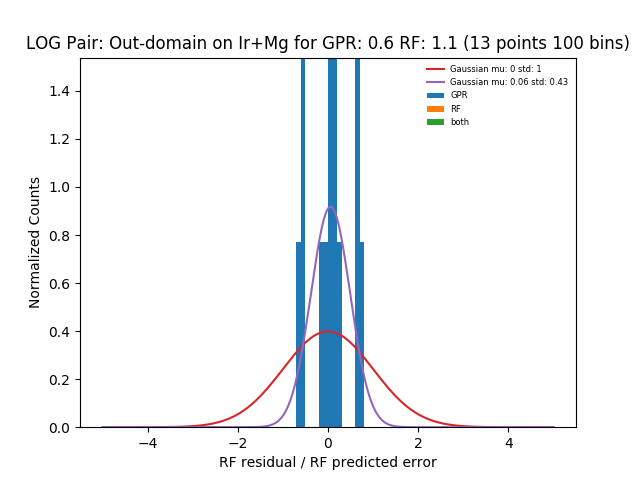 LOG Pair: Out-domain on Ir+Mg for GPR: 0.6 RF: 1.1 (13 points 100 bins)
Gaussian mu: 0 std: 1
Gaussian mu: 0.06 std: 0.43
GPR
RF
both
Normalized Counts
1.4
1.2
1.0
0.8
0.6
0.4
0.2
0.0
−4 −2 0 2 4
RF residual / RF predicted error